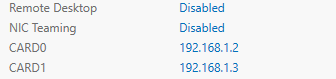 Remote Desktop Disabled
NIC Teaming Disabled
CARD0 192.168.1.2
CARD1 192.168.1.3